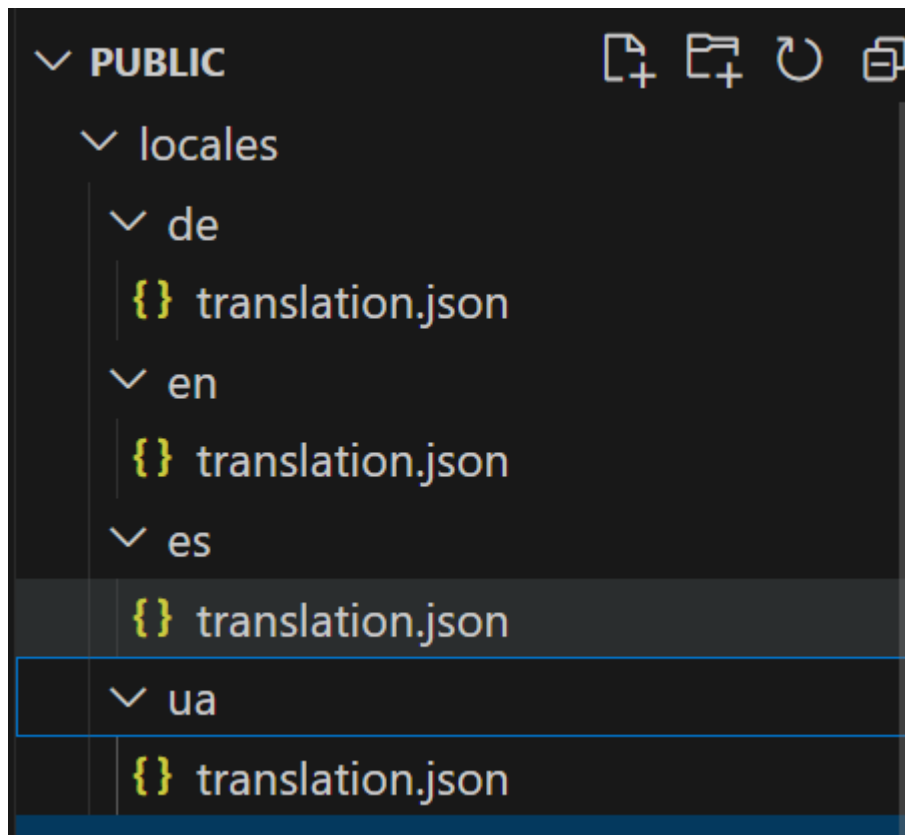 PUBLIC
locales
de
{} translation.json
en
{} translation.json
es
{} translation.json
ua
{} translation.json